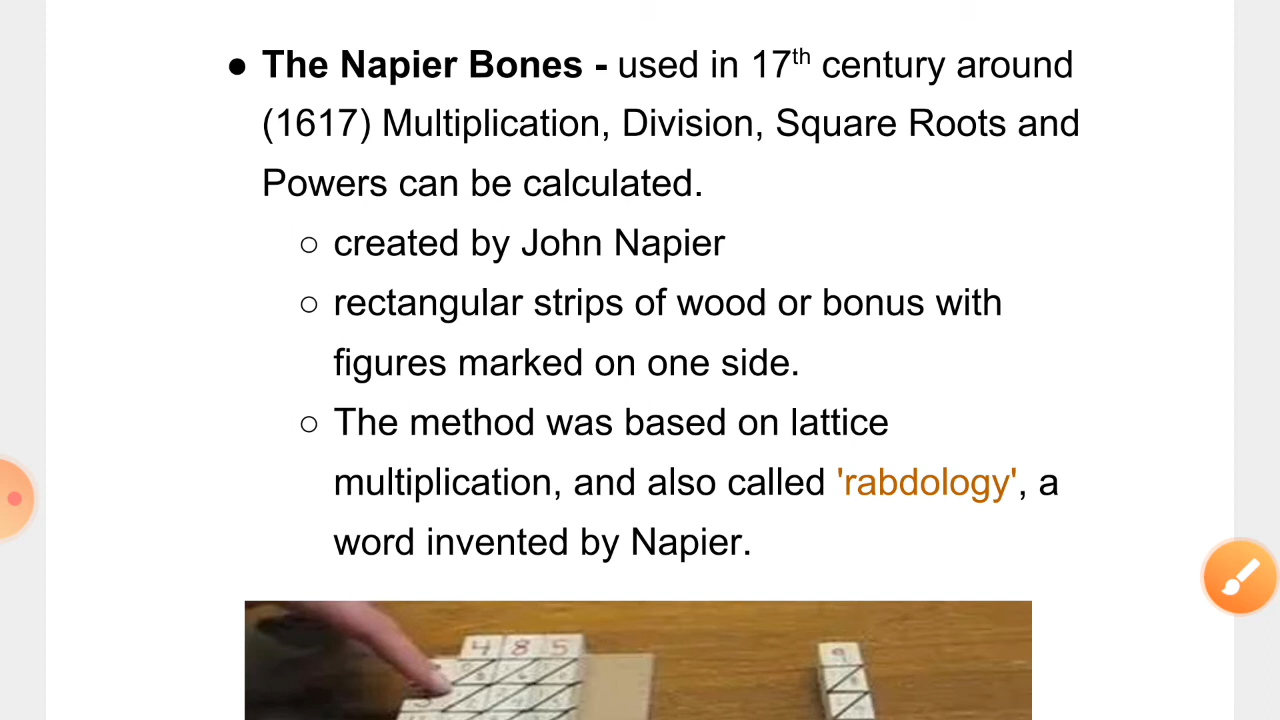 ● The Napier Bones - used in 17th century around
(1617) Multiplication, Division, Square Roots and
Powers can be calculated.
○ created by John Napier
○ rectangular strips of wood or bonus with
figures marked on one side.
○ The method was based on lattice
multiplication, and also called 'rabdology', a
word invented by Napier.
4 8 5
9